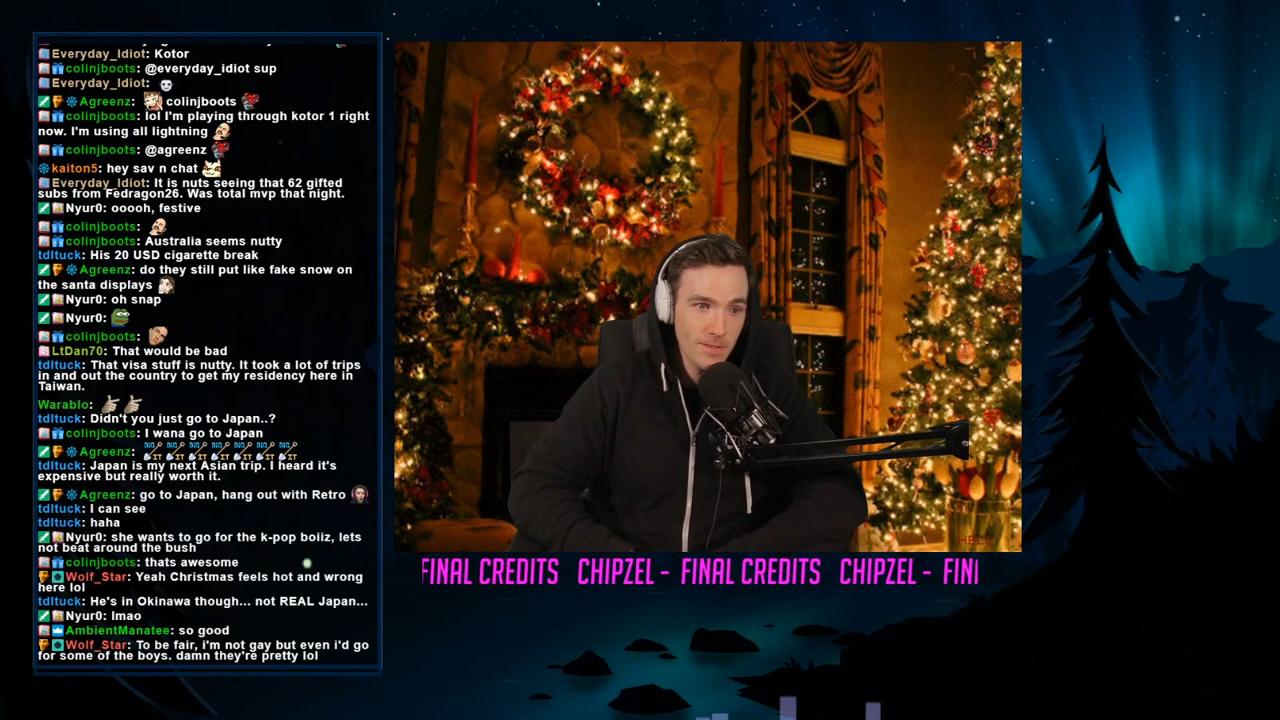 Everyday_Idiot: Kotor
colinjboots: @everyday_idiot sup
Everyday_Idiot:
Agreenz: colinjboots
colinjboots: lol I'm playing through kotor 1 right
now. I'm using all lightning
colinjboots: @agreenz
kaiton5: hey sav n chat
Everyday_Idiot: It is nuts seeing that 62 gifted
subs from Fedragon26. Was total mvp that night.
Nyur0: ooooh, festive
colinjboots:
colinjboots: Australia seems nutty
tdltuck: His 20 USD cigarette break
Agreenz: do they still put like fake snow on
the santa displays
Nyur0: oh snap
Nyur0:
colinjboots:
LtDan70: That would be bad
tdltuck: That visa stuff is nutty. It took a lot of trips
in and out the country to get my residency here in
Taiwan.
Warablo:
tdltuck: Didn't you just go to Japan..?
colinjboots: I wana go to Japan
Agreenz:
tdltuck: Japan is my next Asian trip. I heard it's
expensive but really worth it.
Agreenz: go to Japan, hang out with Retro
tdltuck: I can see
tdltuck: haha
Nyur0: she wants to go for the k-pop boiiz, lets
not beat around the bush
colinjboots: thats awesome
Wolf_Star: Yeah Christmas feels hot and wrong
here lol
tdltuck: He's in Okinawa though... not REAL Japan...
Nyur0: lmao
AmbientManatee: so good
Wolf_Star: To be fair, i'm not gay but even i'd go
for some of the boys. damn they're pretty lol
FINAL CREDITS CHIPZEL - FINAL CREDITS CHIPZEL - FINI